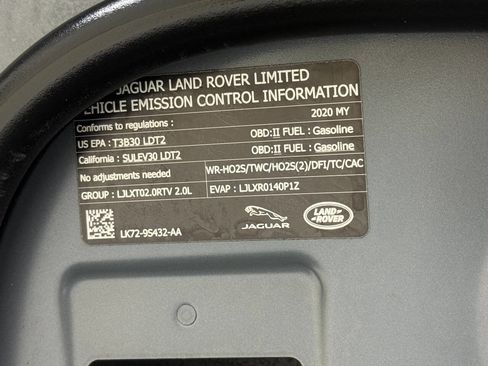 JAGUAR LAND ROVER LIMITED
VEHICLE EMISSION CONTROL INFORMATION
2020 MY
Conforms to regulations :
US EPA : T3B30 LDT2 OBD:II FUEL : Gasoline
California : SULEV30 LDT2 OBD:II FUEL : Gasoline
No adjustments needed WR-HO2S/TWC/HO2S(2)/DFI/TC/CAC
GROUP : LJLXT02.0RTV 2.0L EVAP : LJLXR0140P1Z
LK72-9S432-AA
JAGUAR
LAND ROVER